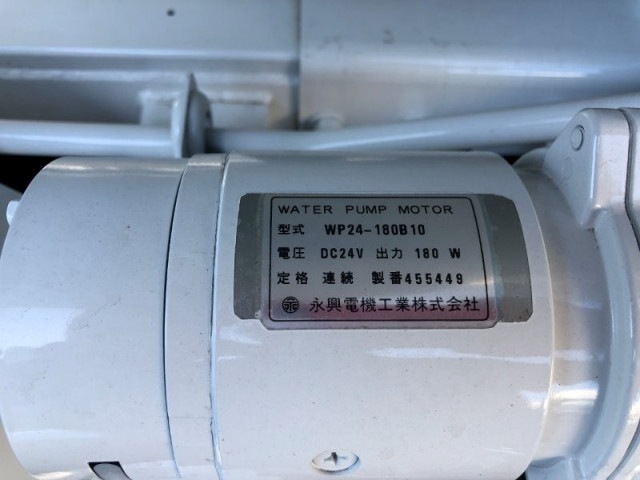 WATER PUMP MOTOR
型式 WP24-180B10
電圧 DC24V 出力 180 W
定格 連続 製番455449
永興電機工業株式会社